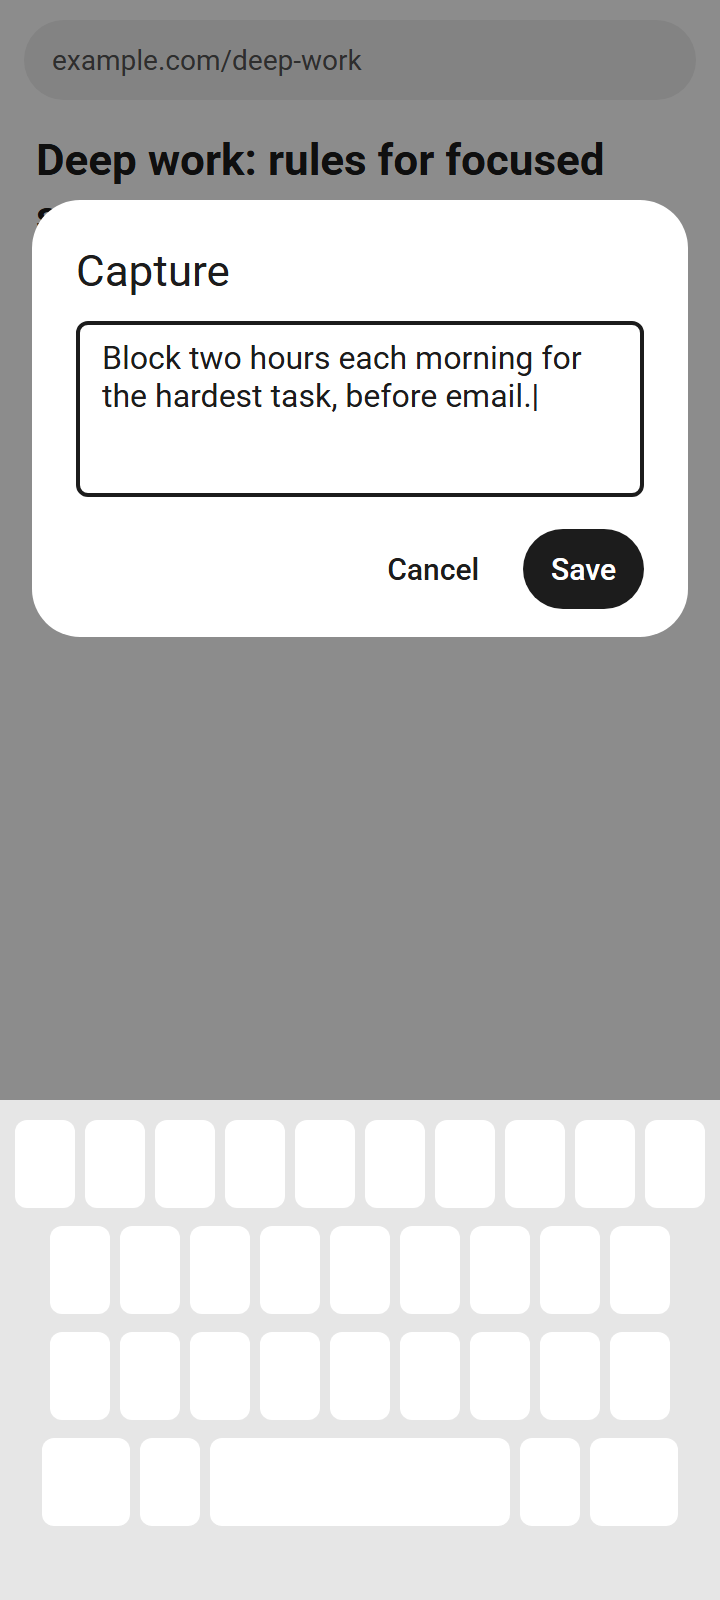 example.com/deep-work
Deep work: rules for focused
Capture
Block two hours each morning for
the hardest task, before email.
Cancel
Save